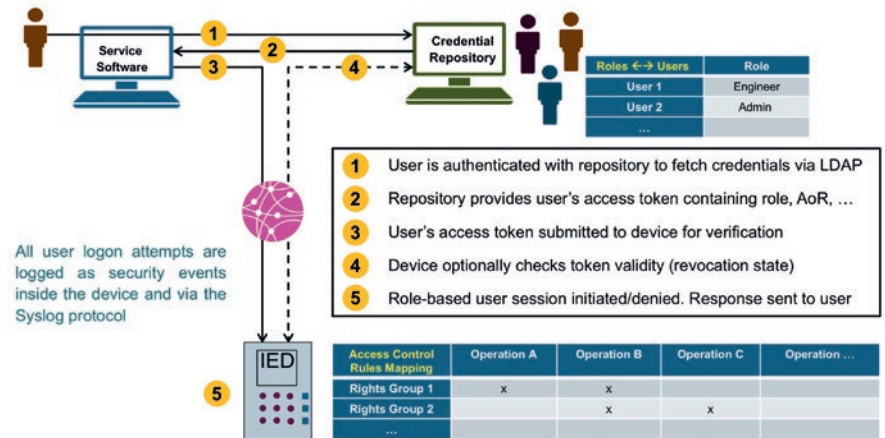 1
2
3
4
Service
Software
Credential
Repository
Roles ←→ Users Role
User 1 Engineer
User 2 Admin
...
1 User is authenticated with repository to fetch credentials via LDAP
2 Repository provides user's access token containing role, AoR, ...
3 User's access token submitted to device for verification
4 Device optionally checks token validity (revocation state)
5 Role-based user session initiated/denied. Response sent to user
All user logon attempts are
logged as security events
inside the device and via the
Syslog protocol
IED
5
Access Control
Rules Mapping Operation A Operation B Operation C Operation ...
Rights Group 1 x x
Rights Group 2 x x
...